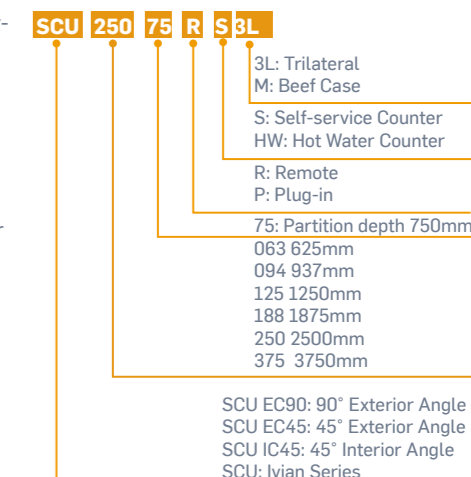 SCU 250 75 R S 3L
3L: Trilateral
M: Beef Case
S: Self-service Counter
HW: Hot Water Counter
R: Remote
P: Plug-in
75: Partition depth 750mm
063 625mm
094 937mm
125 1250mm
188 1875mm
250 2500mm
375 3750mm
SCU EC90: 90° Exterior Angle
SCU EC45: 45° Exterior Angle
SCU IC45: 45° Interior Angle
SCU: Ivian Series